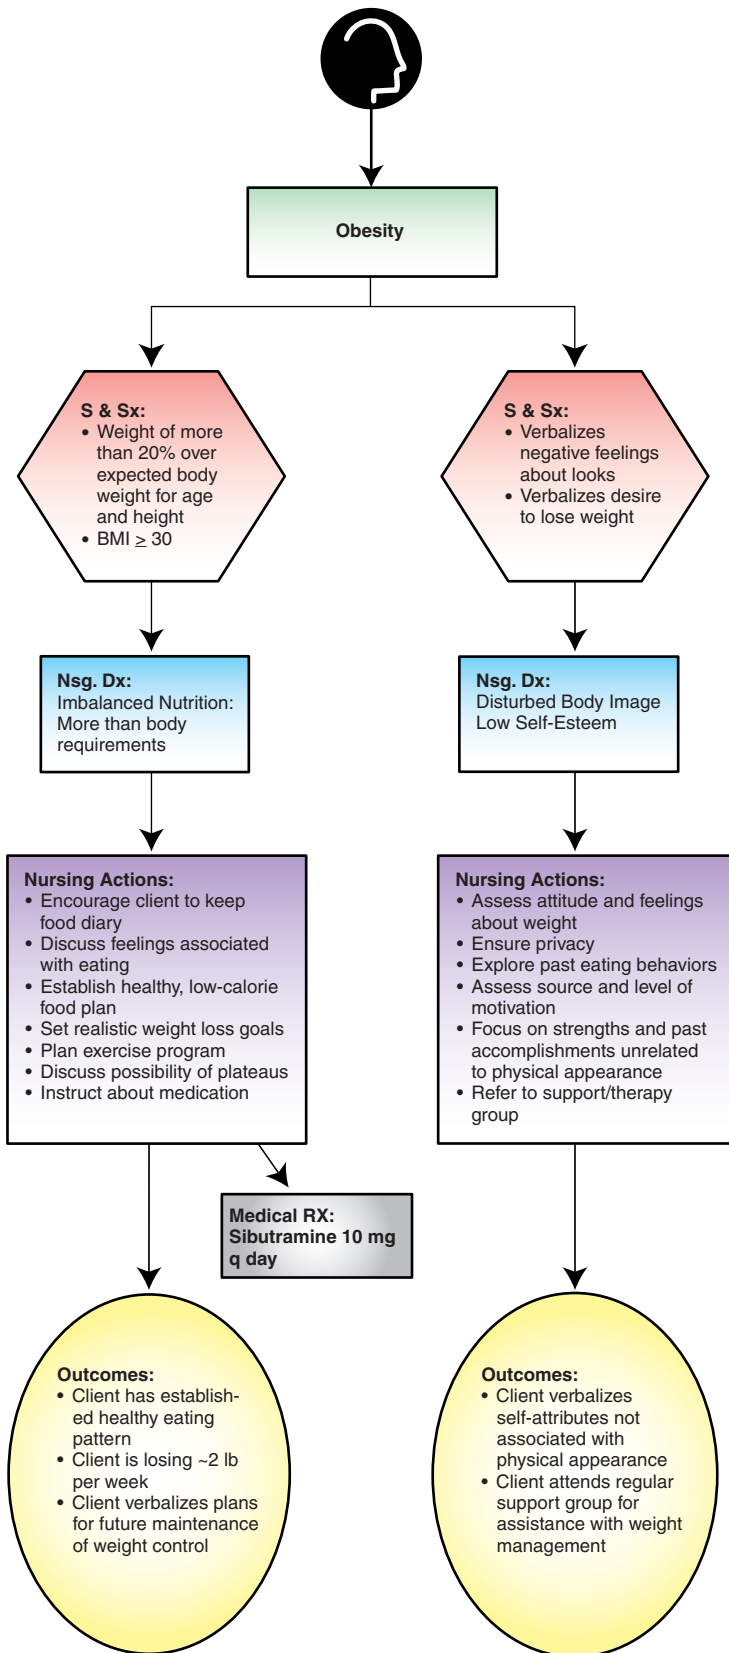 Obesity
S & Sx:
• Weight of more
than 20% over
expected body
weight for age
and height
• BMI ≥ 30
Nsg. Dx:
Imbalanced Nutrition:
More than body
requirements
Nursing Actions:
• Encourage client to keep
food diary
• Discuss feelings associated
with eating
• Establish healthy, low-calorie
food plan
• Set realistic weight loss goals
• Plan exercise program
• Discuss possibility of plateaus
• Instruct about medication
Medical RX:
Sibutramine 10 mg
q day
Outcomes:
• Client has establish-
ed healthy eating
pattern
• Client is losing ~2 lb
per week
• Client verbalizes plans
for future maintenance
of weight control
S & Sx:
• Verbalizes
negative feelings
about looks
• Verbalizes desire
to lose weight
Nsg. Dx:
Disturbed Body Image
Low Self-Esteem
Nursing Actions:
• Assess attitude and feelings
about weight
• Ensure privacy
• Explore past eating behaviors
• Assess source and level of
motivation
• Focus on strengths and past
accomplishments unrelated
to physical appearance
• Refer to support/therapy
group
Outcomes:
• Client verbalizes
self-attributes not
associated with
physical appearance
• Client attends regular
support group for
assistance with weight
management